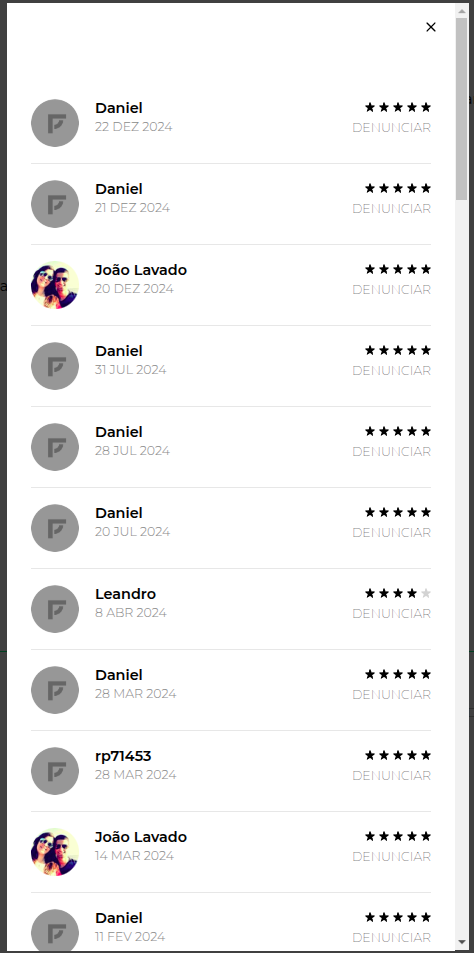 Daniel
22 DEZ 2024
DENUNCIAR
Daniel
21 DEZ 2024
DENUNCIAR
João Lavado
20 DEZ 2024
DENUNCIAR
Daniel
31 JUL 2024
DENUNCIAR
Daniel
28 JUL 2024
DENUNCIAR
Daniel
20 JUL 2024
DENUNCIAR
Leandro
8 ABR 2024
DENUNCIAR
Daniel
28 MAR 2024
DENUNCIAR
rp71453
28 MAR 2024
DENUNCIAR
João Lavado
14 MAR 2024
DENUNCIAR
Daniel
11 FEV 2024
DENUNCIAR